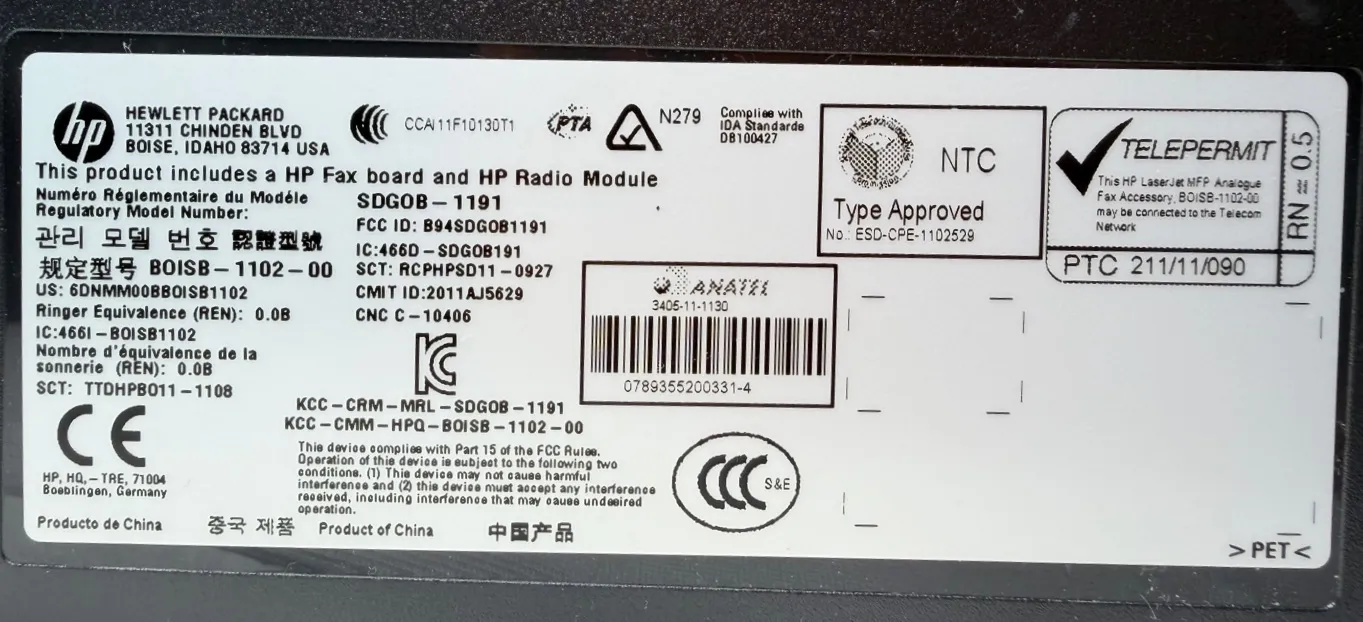 hp
HEWLETT PACKARD
11311 CHINDEN BLVD
BOISE, IDAHO 83714 USA
CCAI11F10130T1
PTA
N279
Complies with
IDA Standards
DB100427
This product includes a HP Fax board and HP Radio Module
Numéro Réglementaire du Modéle
Regulatory Model Number:
관리 모델 번호 認證型號
规定型号 BOISB-1102-00
US: 6DNMM00BBOISB1102
Ringer Equivalence (REN): 0.0B
IC:466I-BOISB1102
Nombre d'équivalence de la
sonnerie (REN): 0.0B
SCT: TTDHPBO11-1108
CE
HP, HQ,-TRE, 71004
Boeblingen, Germany
SDGOB-1191
FCC ID: B94SDGOB1191
IC:466D-SDGOB191
SCT: RCPHPSD11-0927
CMIT ID:2011AJ5629
CNC C-10406
KC
KCC-CRM-MRL-SDGOB-1191
KCC-CMM-HPQ-BOISB-1102-00
This device complies with Part 15 of the FCC Rules.
Operation of this device is subject to the following two
conditions. (1) This device may not cause harmful
interference and (2) this device must accept any interference
received, including interference that may cause undesired
operation.
Producto de China
중국 제품
Product of China
中国产品
ANATEL
3405-11-1130
0789355200331-4
CCC S&E
NTC
Type Approved
No.: ESD-CPE-1102529
TELEPERMIT
This HP LaserJet MFP Analogue
Fax Accessory, BOISB-1102-00
may be connected to the Telecom
Network
RN = 0.5
PTC 211/11/090
>PET<